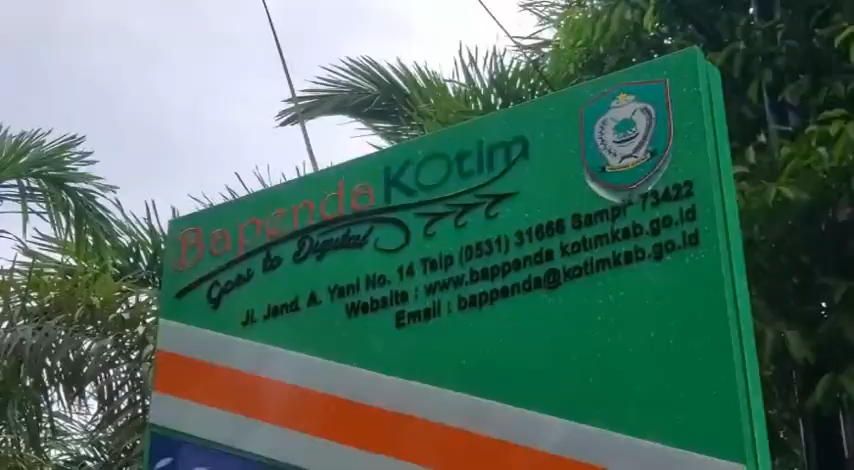 Bapenda Kotim
Goes to Digital
Jl. Jend. A. Yani No. 14 Telp (0531) 31666 Sampit 73422
Website : www.bappenda kotimkab.go.id
Email : bappenda@kotimkab.go.id